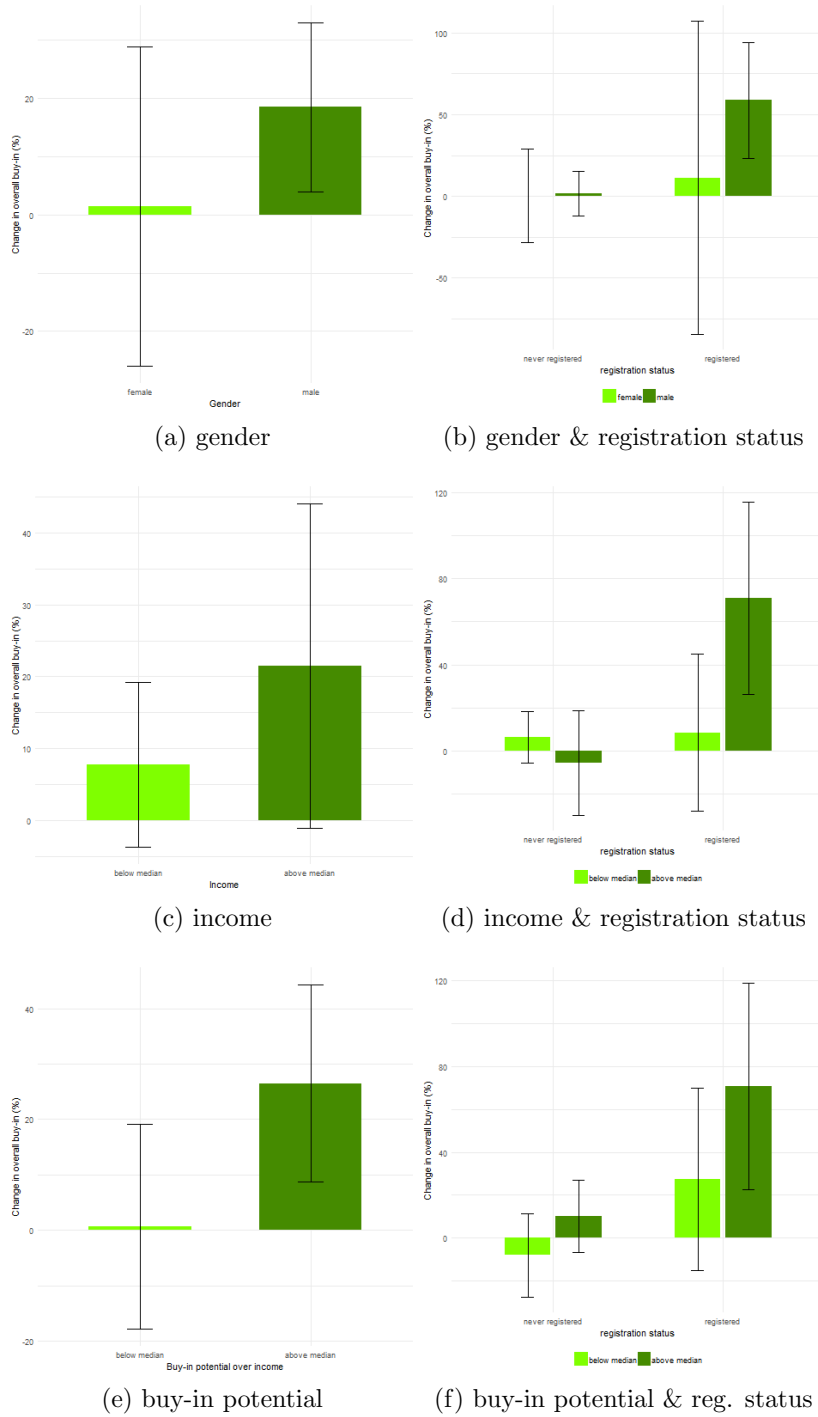 Change in overall buy-in (%)
20
0
-20
female male
Gender
(a) gender
Change in overall buy-in (%)
100
50
0
-50
never registered registered
registration status
female male
(b) gender & registration status
Change in overall buy-in (%)
40
30
20
10
0
below median above median
Income
(c) income
Change in overall buy-in (%)
120
80
40
0
never registered registered
registration status
below median above median
(d) income & registration status
Change in overall buy-in (%)
40
20
0
-20
below median above median
Buy-in potential over income
(e) buy-in potential
Change in overall buy-in (%)
120
80
40
0
never registered registered
registration status
below median above median
(f) buy-in potential & reg. status